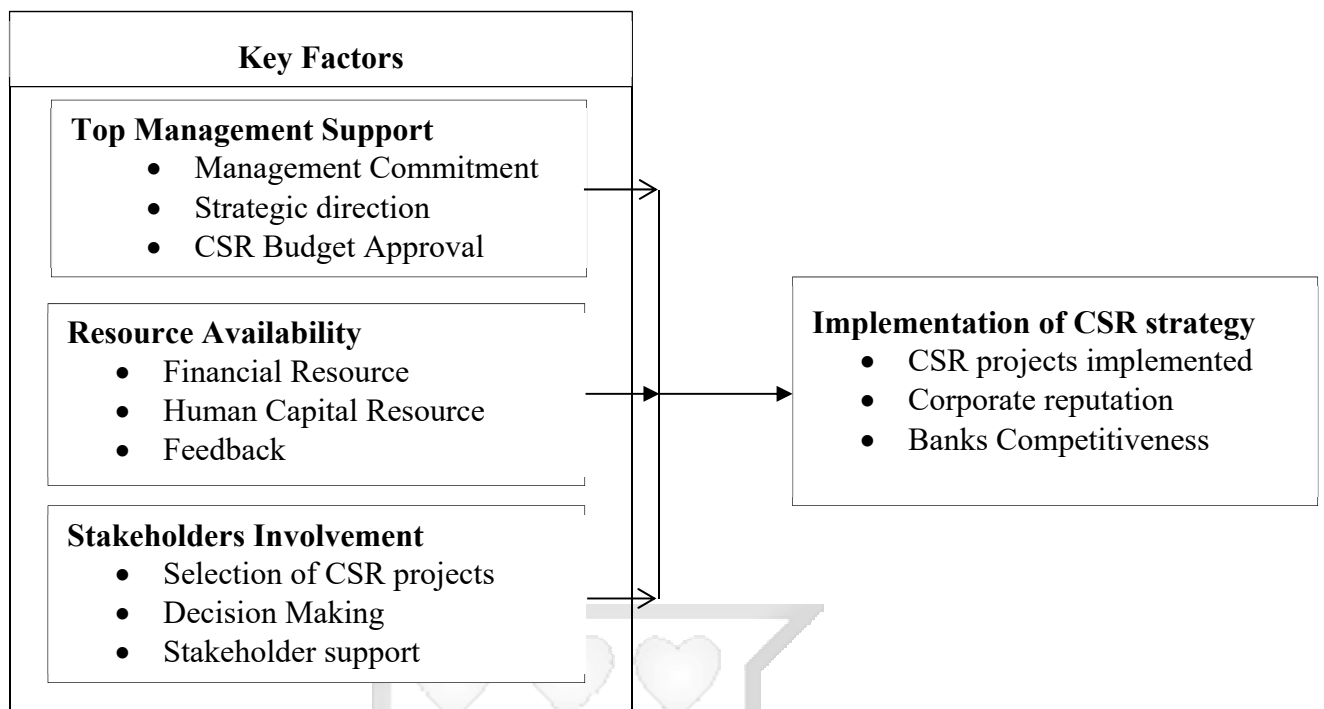 Key Factors
Top Management Support
• Management Commitment
• Strategic direction
• CSR Budget Approval
Resource Availability
• Financial Resource
• Human Capital Resource
• Feedback
Stakeholders Involvement
• Selection of CSR projects
• Decision Making
• Stakeholder support
Implementation of CSR strategy
• CSR projects implemented
• Corporate reputation
• Banks Competitiveness